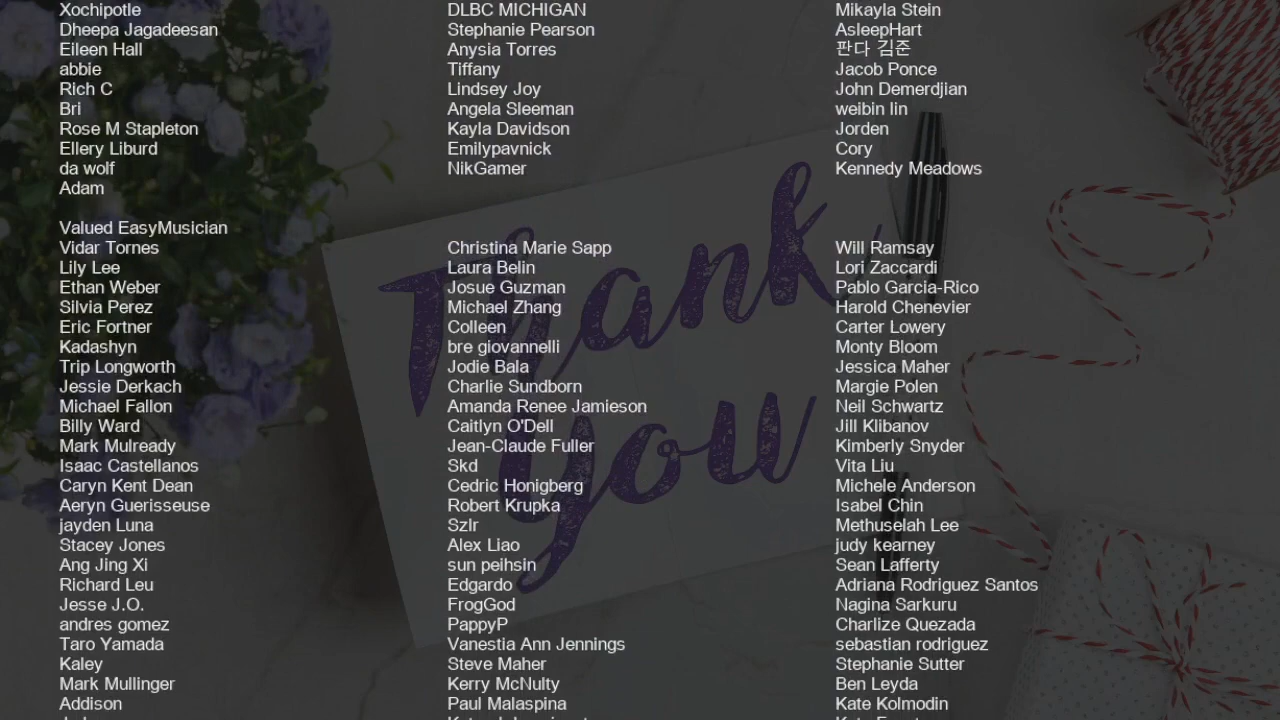 Xochipotle
Dheepa Jagadeesan
Eileen Hall
abbie
Rich C
Bri
Rose M Stapleton
Ellery Liburd
da wolf
Adam
DLBC MICHIGAN
Stephanie Pearson
Anysia Torres
Tiffany
Lindsey Joy
Angela Sleeman
Kayla Davidson
Emilypavnick
NikGamer
Mikayla Stein
AsleepHart
판다 김준
Jacob Ponce
John Demerdjian
weibin lin
Jorden
Cory
Kennedy Meadows
Valued EasyMusician
Vidar Tornes
Lily Lee
Ethan Weber
Silvia Perez
Eric Fortner
Kadashyn
Trip Longworth
Jessie Derkach
Michael Fallon
Billy Ward
Mark Mulready
Isaac Castellanos
Caryn Kent Dean
Aeryn Guerisseuse
jayden Luna
Stacey Jones
Ang Jing Xi
Richard Leu
Jesse J.O.
andres gomez
Taro Yamada
Kaley
Mark Mullinger
Addison
Christina Marie Sapp
Laura Belin
Josue Guzman
Michael Zhang
Colleen
bre giovannelli
Jodie Bala
Charlie Sundborn
Amanda Renee Jamieson
Caitlyn O'Dell
Jean-Claude Fuller
Skd
Cedric Honigberg
Robert Krupka
Szlr
Alex Liao
sun peihsin
Edgardo
FrogGod
PappyP
Vanestia Ann Jennings
Steve Maher
Kerry McNulty
Paul Malaspina
Will Ramsay
Lori Zaccardi
Pablo Garcia-Rico
Harold Chenevier
Carter Lowery
Monty Bloom
Jessica Maher
Margie Polen
Neil Schwartz
Jill Klibanov
Kimberly Snyder
Vita Liu
Michele Anderson
Isabel Chin
Methuselah Lee
judy kearney
Sean Lafferty
Adriana Rodriguez Santos
Nagina Sarkuru
Charlize Quezada
sebastian rodriguez
Stephanie Sutter
Ben Leyda
Kate Kolmodin
Thank
you